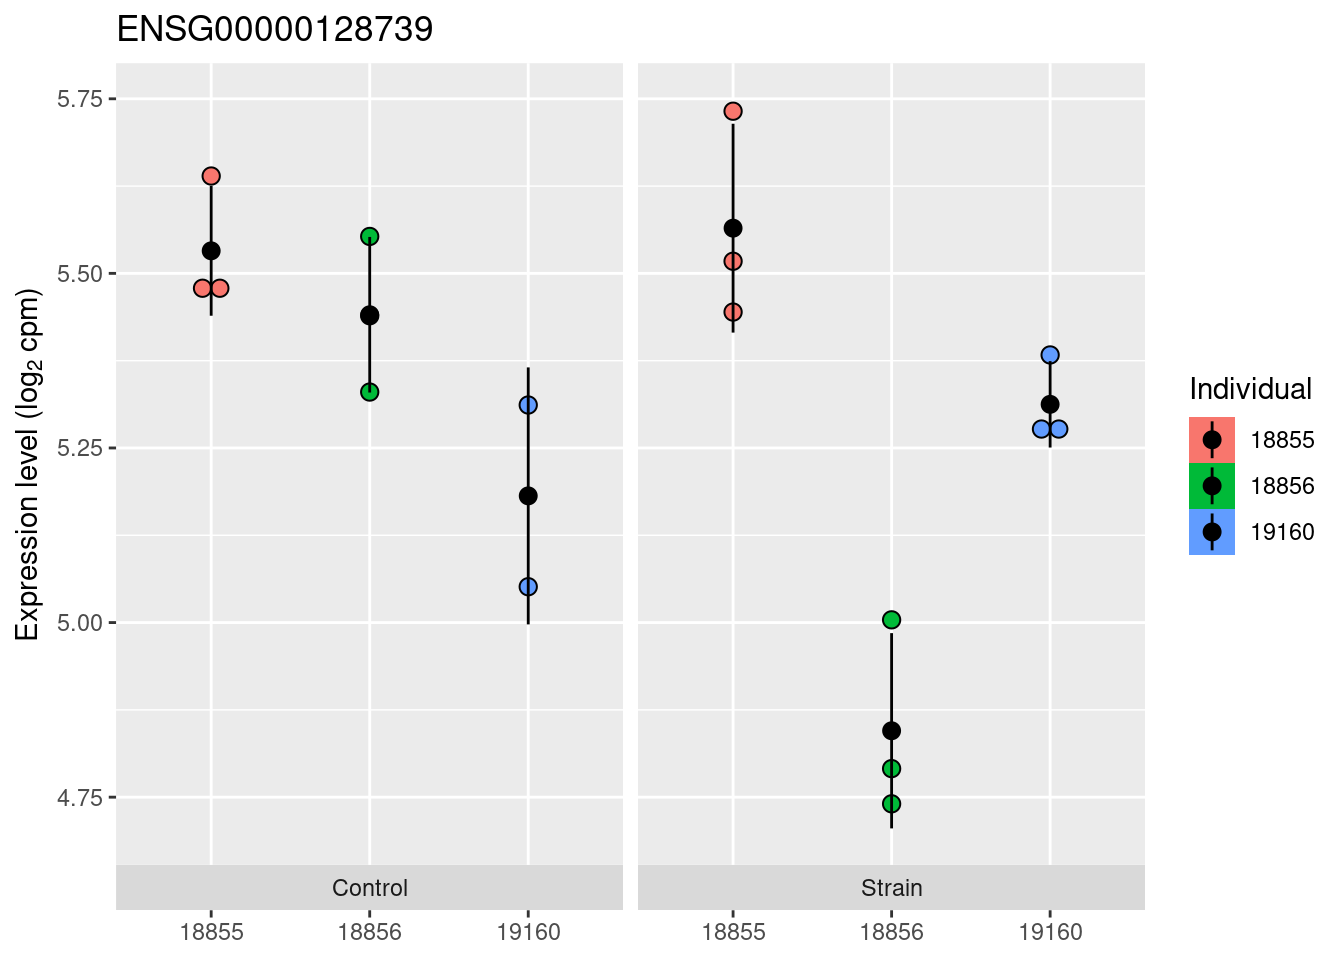 ENSG00000128739
Expression level (log2 cpm)
5.75
5.50
5.25
5.00
4.75
Control
Strain
18855
18856
19160
18855
18856
19160
Individual
18855
18856
19160